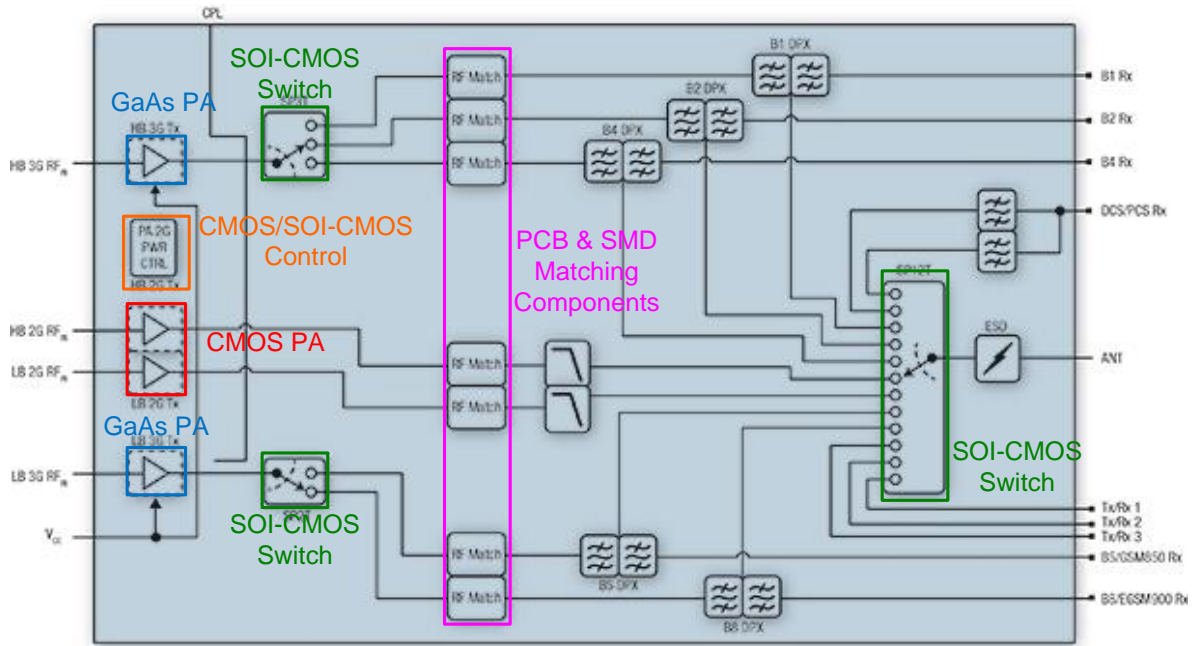 CPL
SOI-CMOS
Switch
GaAs PA
HB 3G Tx
HB 3G RFin
CMOS/SOI-CMOS
Control
PA 2G
PWR
CTRL
HB 2G Tx
HB 2G RFin
CMOS PA
LB 2G RFin
LB 2G Tx
GaAs PA
LB 3G Tx
LB 3G RFin
SOI-CMOS
Switch
Vcc
RF Match
RF Match
RF Match
PCB & SMD
Matching
Components
RF Match
RF Match
RF Match
RF Match
B1 DPX
B2 DPX
B4 DPX
SP12T
ESD
SOI-CMOS
Switch
B5 DPX
B8 DPX
B1 Rx
B2 Rx
B4 Rx
DCS/PCS Rx
ANT
Tx/Rx 1
Tx/Rx 2
Tx/Rx 3
B5/GSM850 Rx